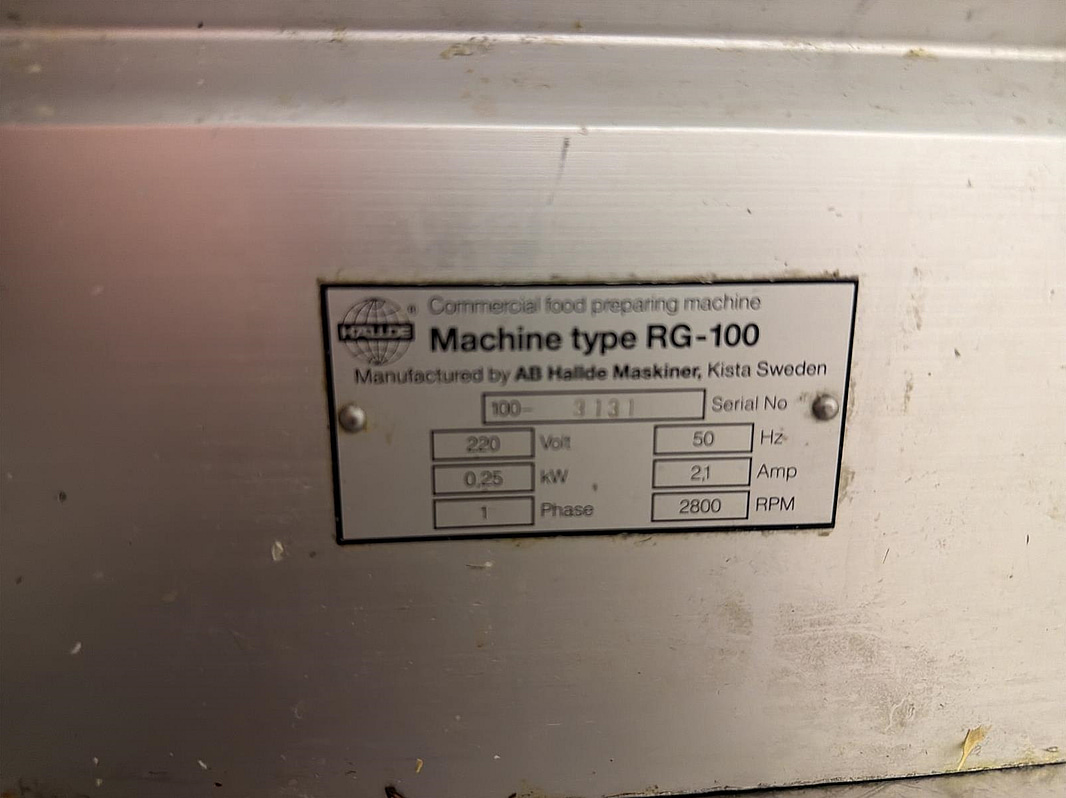 Commercial food preparing machine
HALLDE ®
Machine type RG-100
Manufactured by AB Hallde Maskiner, Kista Sweden
100- 3131 Serial No
220 Volt 50 Hz
0,25 kW 2,1 Amp
1 Phase 2800 RPM